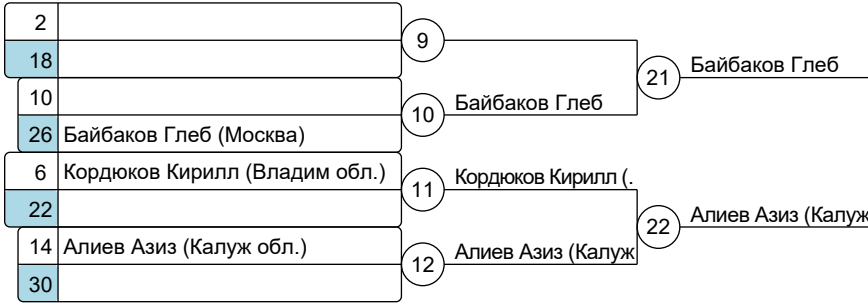 2
18
9
Байбаков Глеб
21
10
10
Байбаков Глеб
26 Байбаков Глеб (Москва)
6 Кордюков Кирилл (Владим обл.)
11
Кордюков Кирилл (.
22
22
Алиев Азиз (Калуж
14 Алиев Азиз (Калуж обл.)
12
Алиев Азиз (Калуж
30